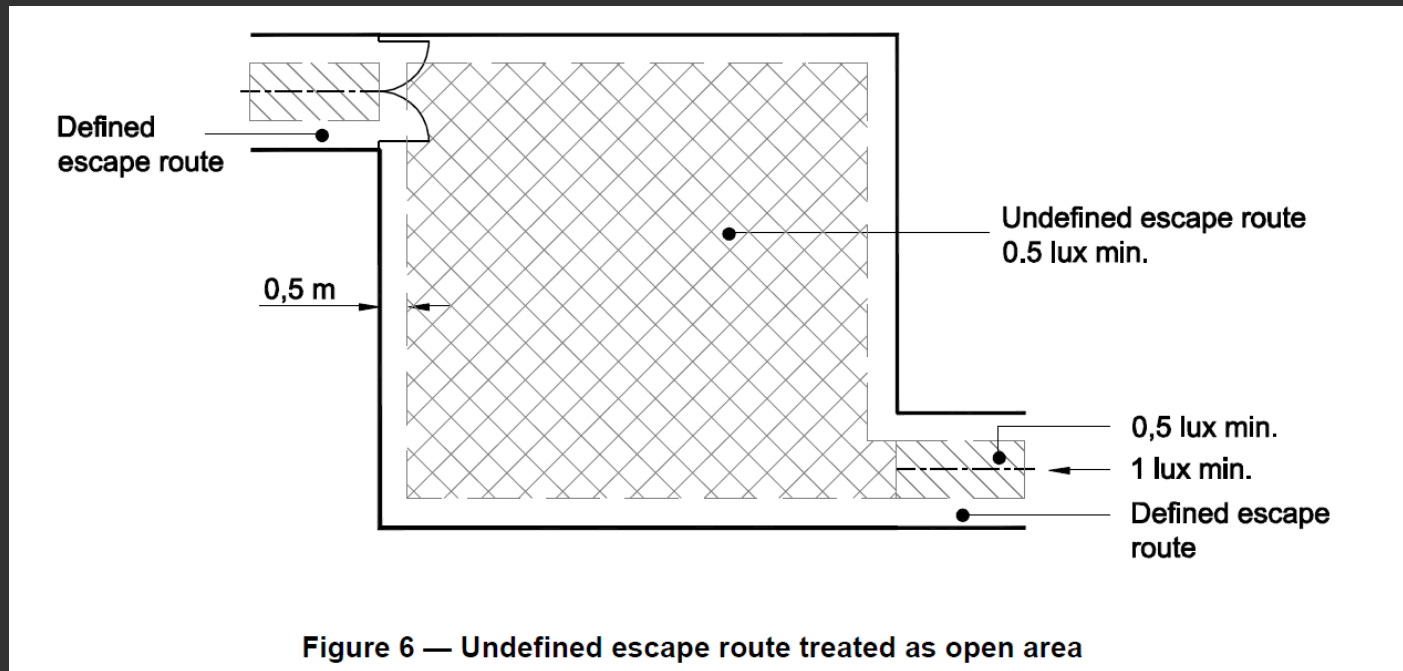 Defined
escape route
Undefined escape route
0.5 lux min.
0,5 m
0,5 lux min.
1 lux min.
Defined escape
route
Figure 6 — Undefined escape route treated as open area